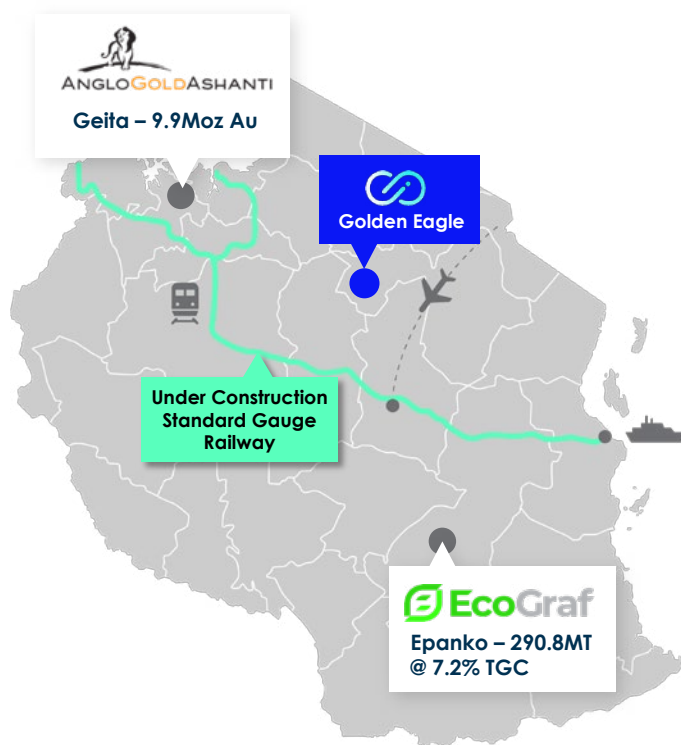 ANGLOGOLDASHANTI
Geita – 9.9Moz Au
Golden Eagle
Under Construction
Standard Gauge
Railway
EcoGraf
Epanko – 290.8MT
@ 7.2% TGC